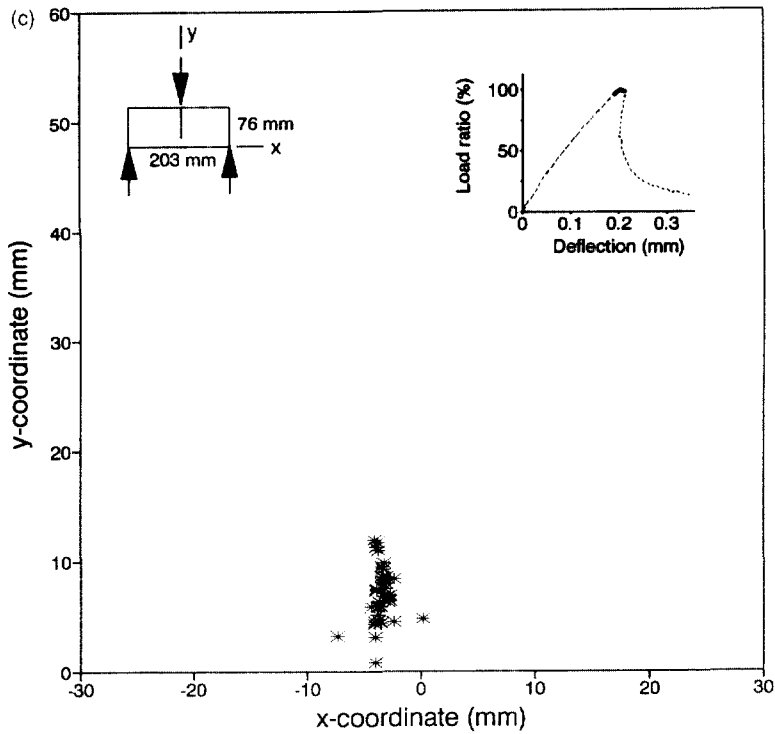 (c)
60
50
40
30
20
10
0
-30
-20
-10
0
10
20
30
y-coordinate (mm)
x-coordinate (mm)
y
76 mm
x
203 mm
Load ratio (%)
100
50
0
0
0.1
0.2
0.3
Deflection (mm)